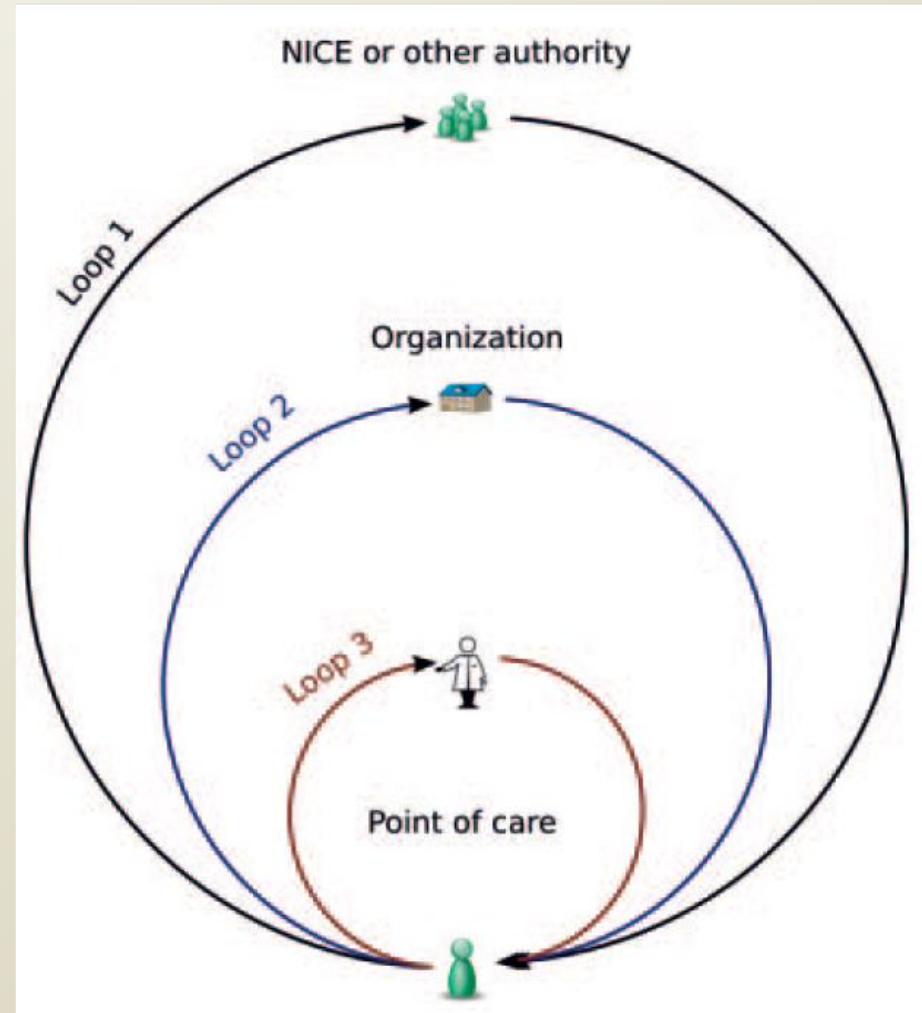 NICE or other authority
Loop 1
Organization
Loop 2
Loop 3
Point of care